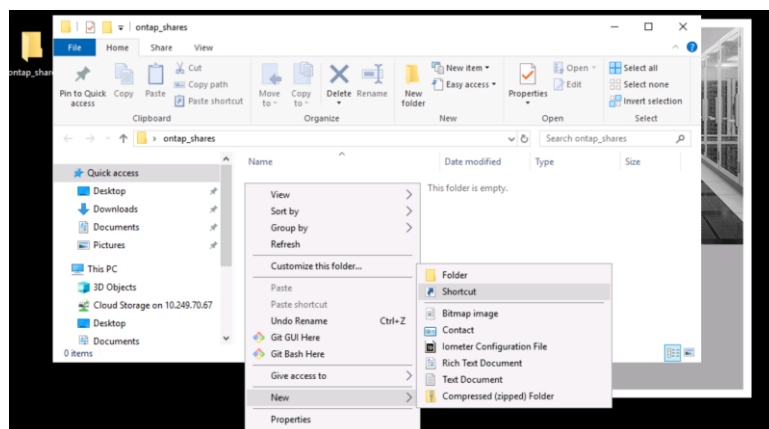 ontap_shares
File Home Share View
Pin to Quick access
Copy
Paste
Cut
Copy path
Paste shortcut
Clipboard
Move to
Copy to
Delete
Rename
Organize
New folder
New item
Easy access
New
Properties
Open
Edit
Open
Select all
Select none
Invert selection
Select
ontap_shares
Search ontap_shares
Name Date modified Type Size
This folder is empty.
Quick access
Desktop
Downloads
Documents
Pictures
This PC
3D Objects
Cloud Storage on 10.249.70.67
Desktop
Documents
0 items
View
Sort by
Group by
Refresh
Customize this folder...
Paste
Paste shortcut
Undo Rename Ctrl+Z
Git GUI Here
Git Bash Here
Give access to
New
Properties
Folder
Shortcut
Bitmap image
Contact
Iometer Configuration File
Rich Text Document
Text Document
Compressed (zipped) Folder